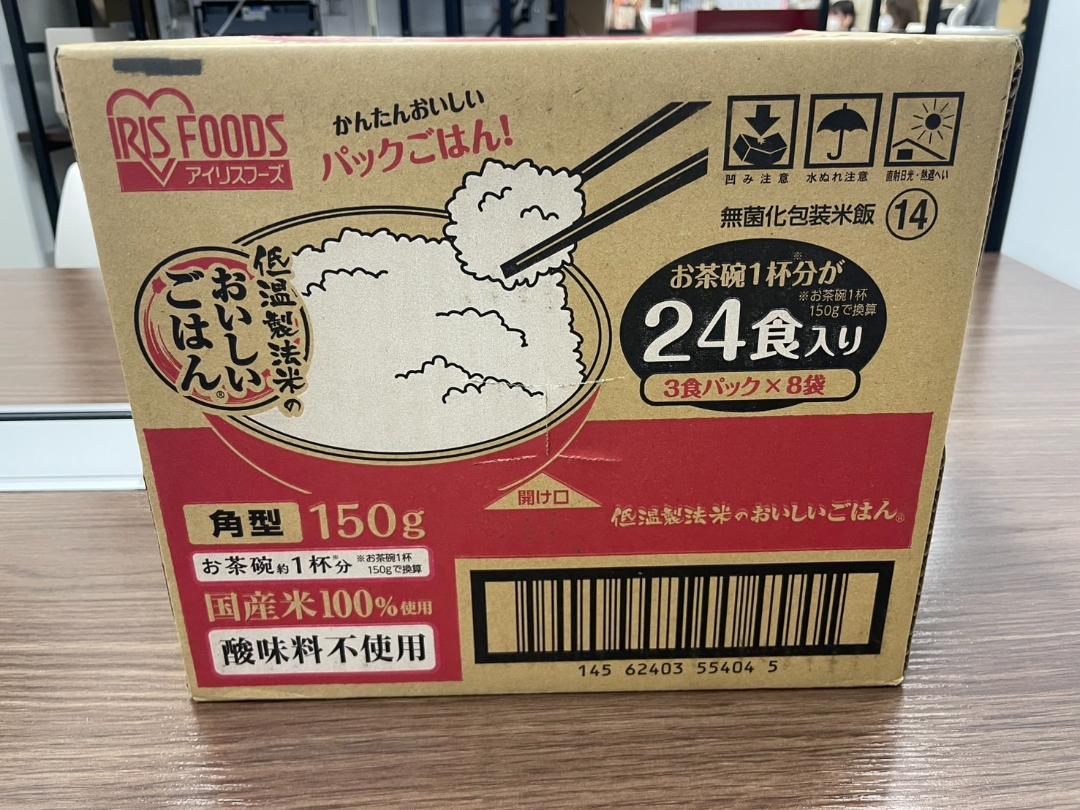 IRIS FOODS
アイリスフーズ
かんたんおいしい
パックごはん!
凹み注意
水ぬれ注意
直射日光・熱避へい
無菌化包装米飯 14
低温製法米の
おいしい
ごはん®
お茶碗1杯※分が
※お茶碗1杯
150gで換算
24食入り
3食パック×8袋
開け口
低温製法米のおいしいごはん®
角型 150g
お茶碗約1杯※分 ※お茶碗1杯
150gで換算
国産米100%使用
酸味料不使用
145 62403 55404 5